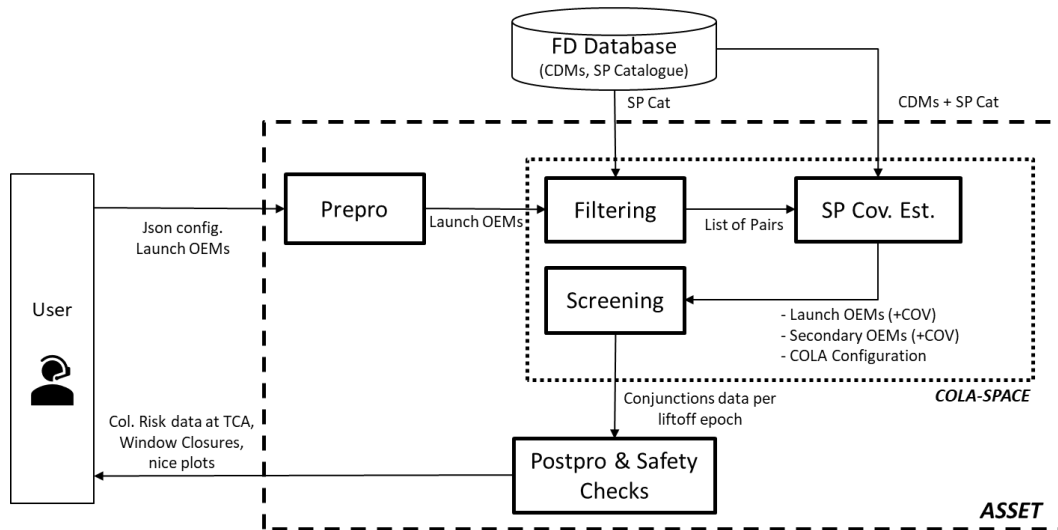 FD Database
(CDMs, SP Catalogue)
SP Cat
CDMs + SP Cat
Prepro
Filtering
SP Cov. Est.
Json config.
Launch OEMs
Launch OEMs
List of Pairs
Screening
User
- Launch OEMs (+COV)
- Secondary OEMs (+COV)
- COLA Configuration
COLA-SPACE
Conjunctions data per
liftoff epoch
Col. Risk data at TCA,
Window Closures,
nice plots
Postpro & Safety
Checks
ASSET